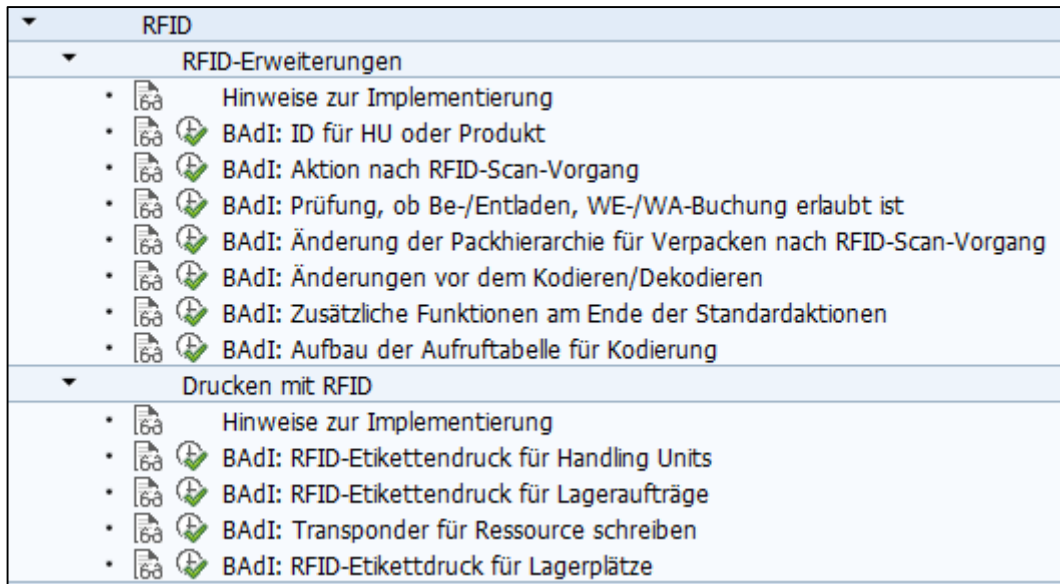 RFID
RFID-Erweiterungen
Hinweise zur Implementierung
BAdI: ID für HU oder Produkt
BAdI: Aktion nach RFID-Scan-Vorgang
BAdI: Prüfung, ob Be-/Entladen, WE-/WA-Buchung erlaubt ist
BAdI: Änderung der Packhierarchie für Verpacken nach RFID-Scan-Vorgang
BAdI: Änderungen vor dem Kodieren/Dekodieren
BAdI: Zusätzliche Funktionen am Ende der Standardaktionen
BAdI: Aufbau der Aufruftabelle für Kodierung
Drucken mit RFID
Hinweise zur Implementierung
BAdI: RFID-Etikettendruck für Handling Units
BAdI: RFID-Etikettendruck für Lageraufträge
BAdI: Transponder für Ressource schreiben
BAdI: RFID-Etikettdruck für Lagerplätze